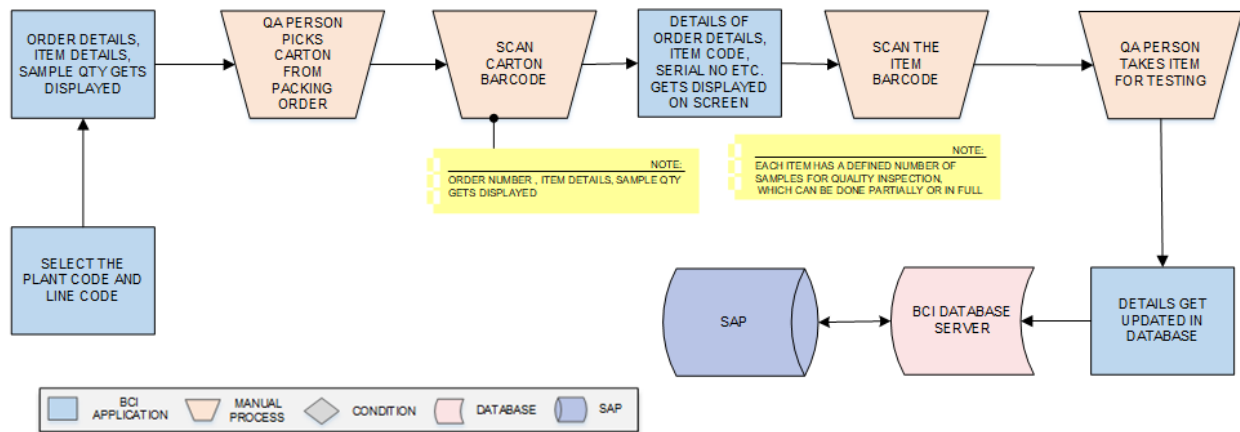 ORDER DETAILS,
ITEM DETAILS,
SAMPLE QTY GETS
DISPLAYED
QA PERSON
PICKS
CARTON
FROM
PACKING
ORDER
SCAN
CARTON
BARCODE
DETAILS OF
ORDER DETAILS,
ITEM CODE,
SERIAL NO ETC.
GETS DISPLAYED
ON SCREEN
SCAN THE
ITEM
BARCODE
QA PERSON
TAKES ITEM
FOR TESTING
NOTE:
ORDER NUMBER , ITEM DETAILS, SAMPLE QTY
GETS DISPLAYED
NOTE:
EACH ITEM HAS A DEFINED NUMBER OF
SAMPLES FOR QUALITY INSPECTION,
WHICH CAN BE DONE PARTIALLY OR IN FULL
SELECT THE
PLANT CODE AND
LINE CODE
SAP
BCI DATABASE
SERVER
DETAILS GET
UPDATED IN
DATABASE
BCI
APPLICATION
MANUAL
PROCESS
CONDITION
DATABASE
SAP